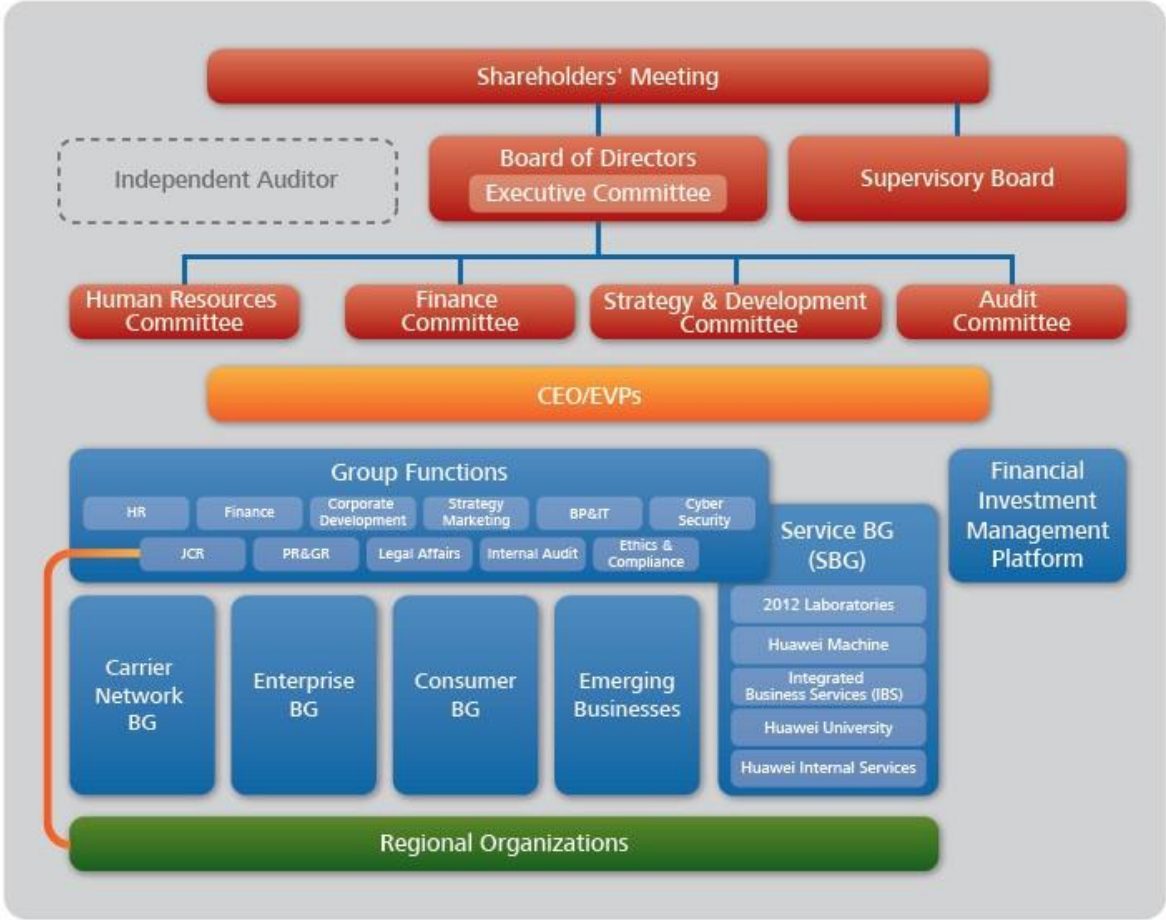 Shareholders' Meeting
Independent Auditor
Board of Directors
Executive Committee
Supervisory Board
Human Resources
Committee
Finance
Committee
Strategy & Development
Committee
Audit
Committee
CEO/EVPs
Group Functions
HR
Finance
Corporate
Development
Strategy
Marketing
BP&IT
Cyber
Security
JCR
PR&GR
Legal Affairs
Internal Audit
Ethics &
Compliance
Financial
Investment
Management
Platform
Service BG
(SBG)
2012 Laboratories
Huawei Machine
Integrated
Business Services (IBS)
Huawei University
Huawei Internal Services
Carrier
Network
BG
Enterprise
BG
Consumer
BG
Emerging
Businesses
Regional Organizations